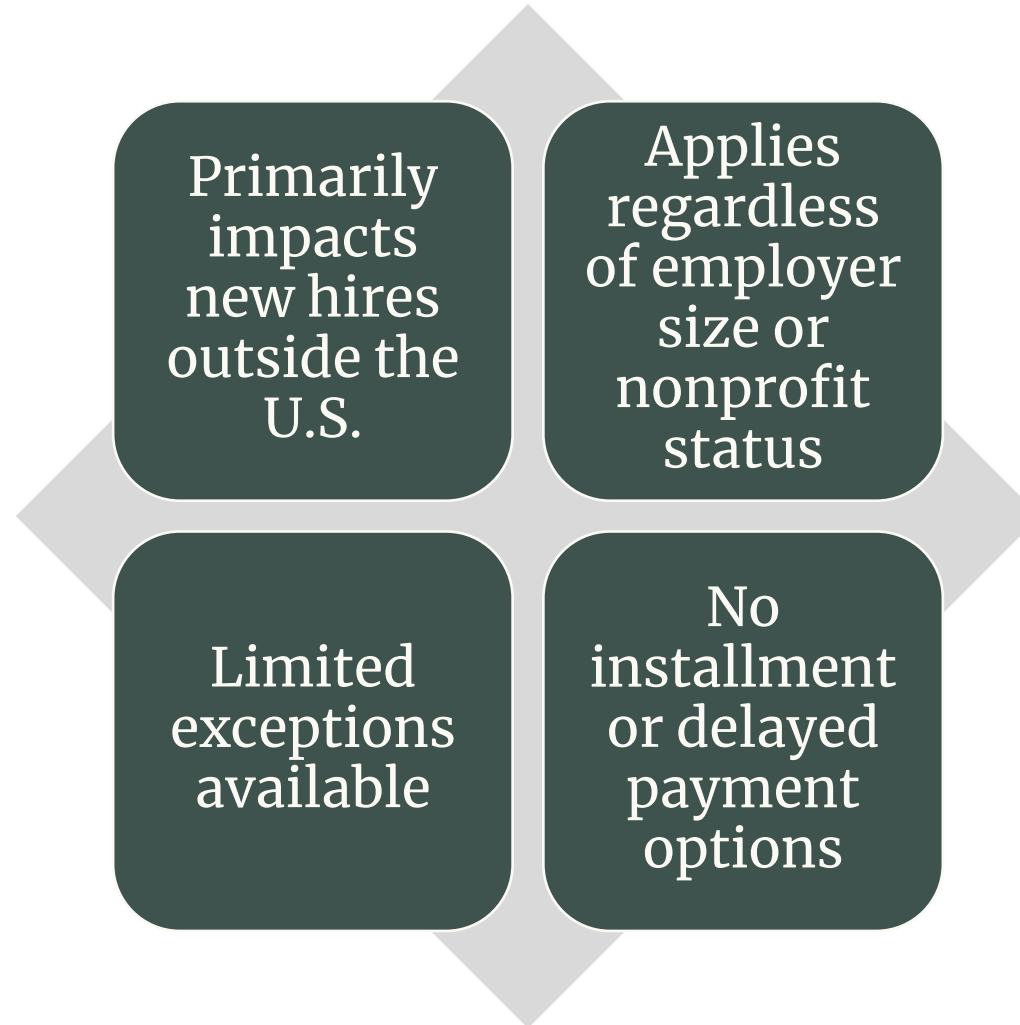 Primarily
impacts
new hires
outside the
U.S.
Applies
regardless
of employer
size or
nonprofit
status
Limited
exceptions
available
No
installment
or delayed
payment
options